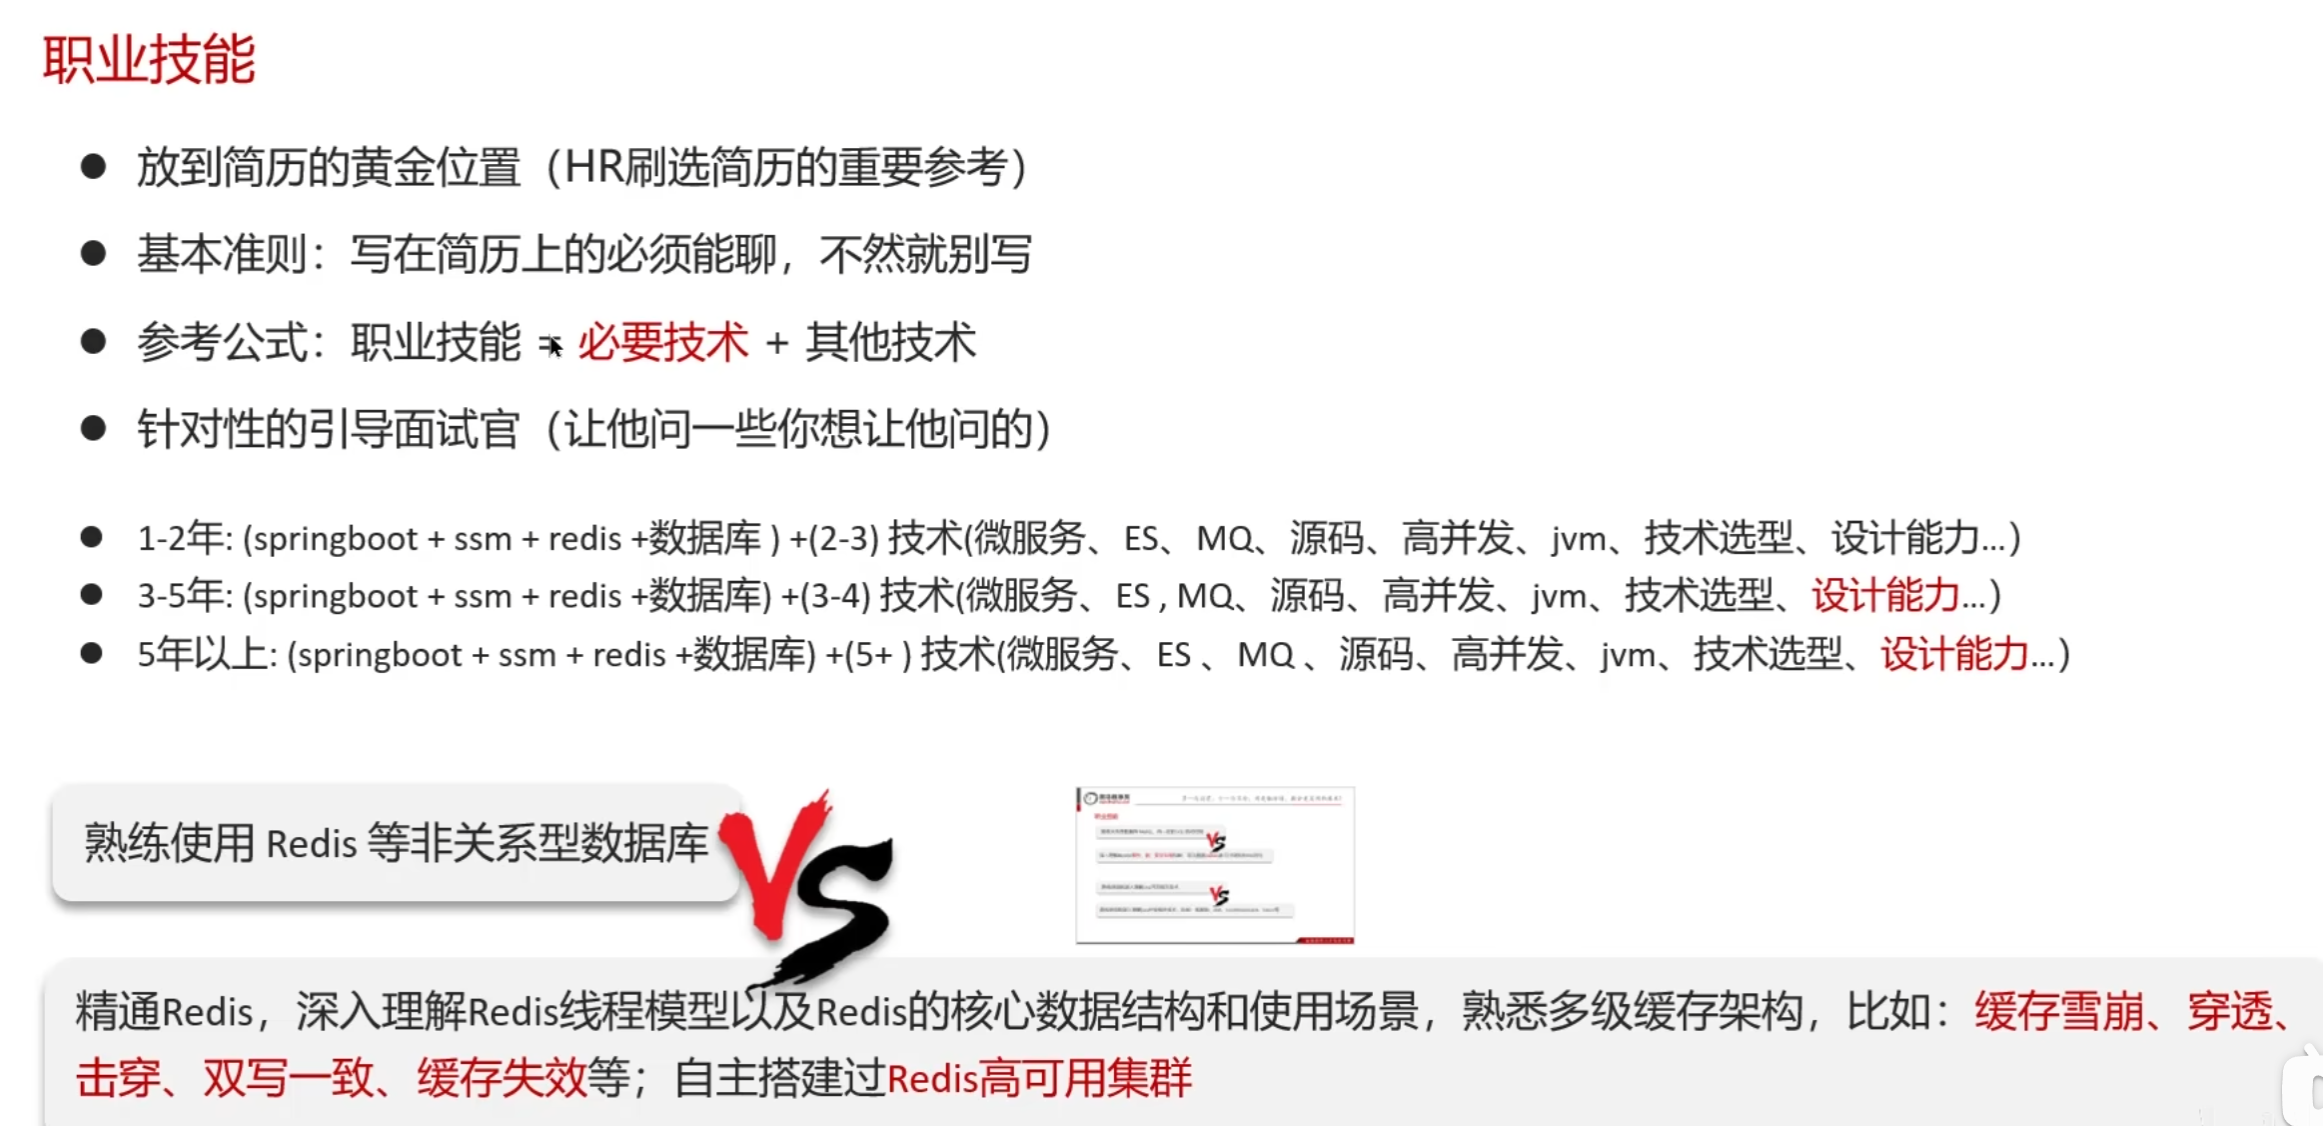 职业技能
放到简历的黄金位置（HR刷选简历的重要参考）
基本准则：写在简历上的必须能聊，不然就别写
参考公式：职业技能 = 必要技术 + 其他技术
针对性的引导面试官（让他问一些你想让他问的）
1-2年: (springboot + ssm + redis +数据库 ) +(2-3) 技术(微服务、ES、MQ、源码、高并发、jvm、技术选型、设计能力...)
3-5年: (springboot + ssm + redis +数据库) +(3-4) 技术(微服务、ES , MQ、源码、高并发、jvm、技术选型、设计能力...)
5年以上: (springboot + ssm + redis +数据库) +(5+ ) 技术(微服务、ES 、MQ 、源码、高并发、jvm、技术选型、设计能力...)
熟练使用 Redis 等非关系型数据库
VS
职业技能
VS
VS
精通Redis，深入理解Redis线程模型以及Redis的核心数据结构和使用场景，熟悉多级缓存架构，比如：缓存雪崩、穿透、
击穿、双写一致、缓存失效等；自主搭建过Redis高可用集群